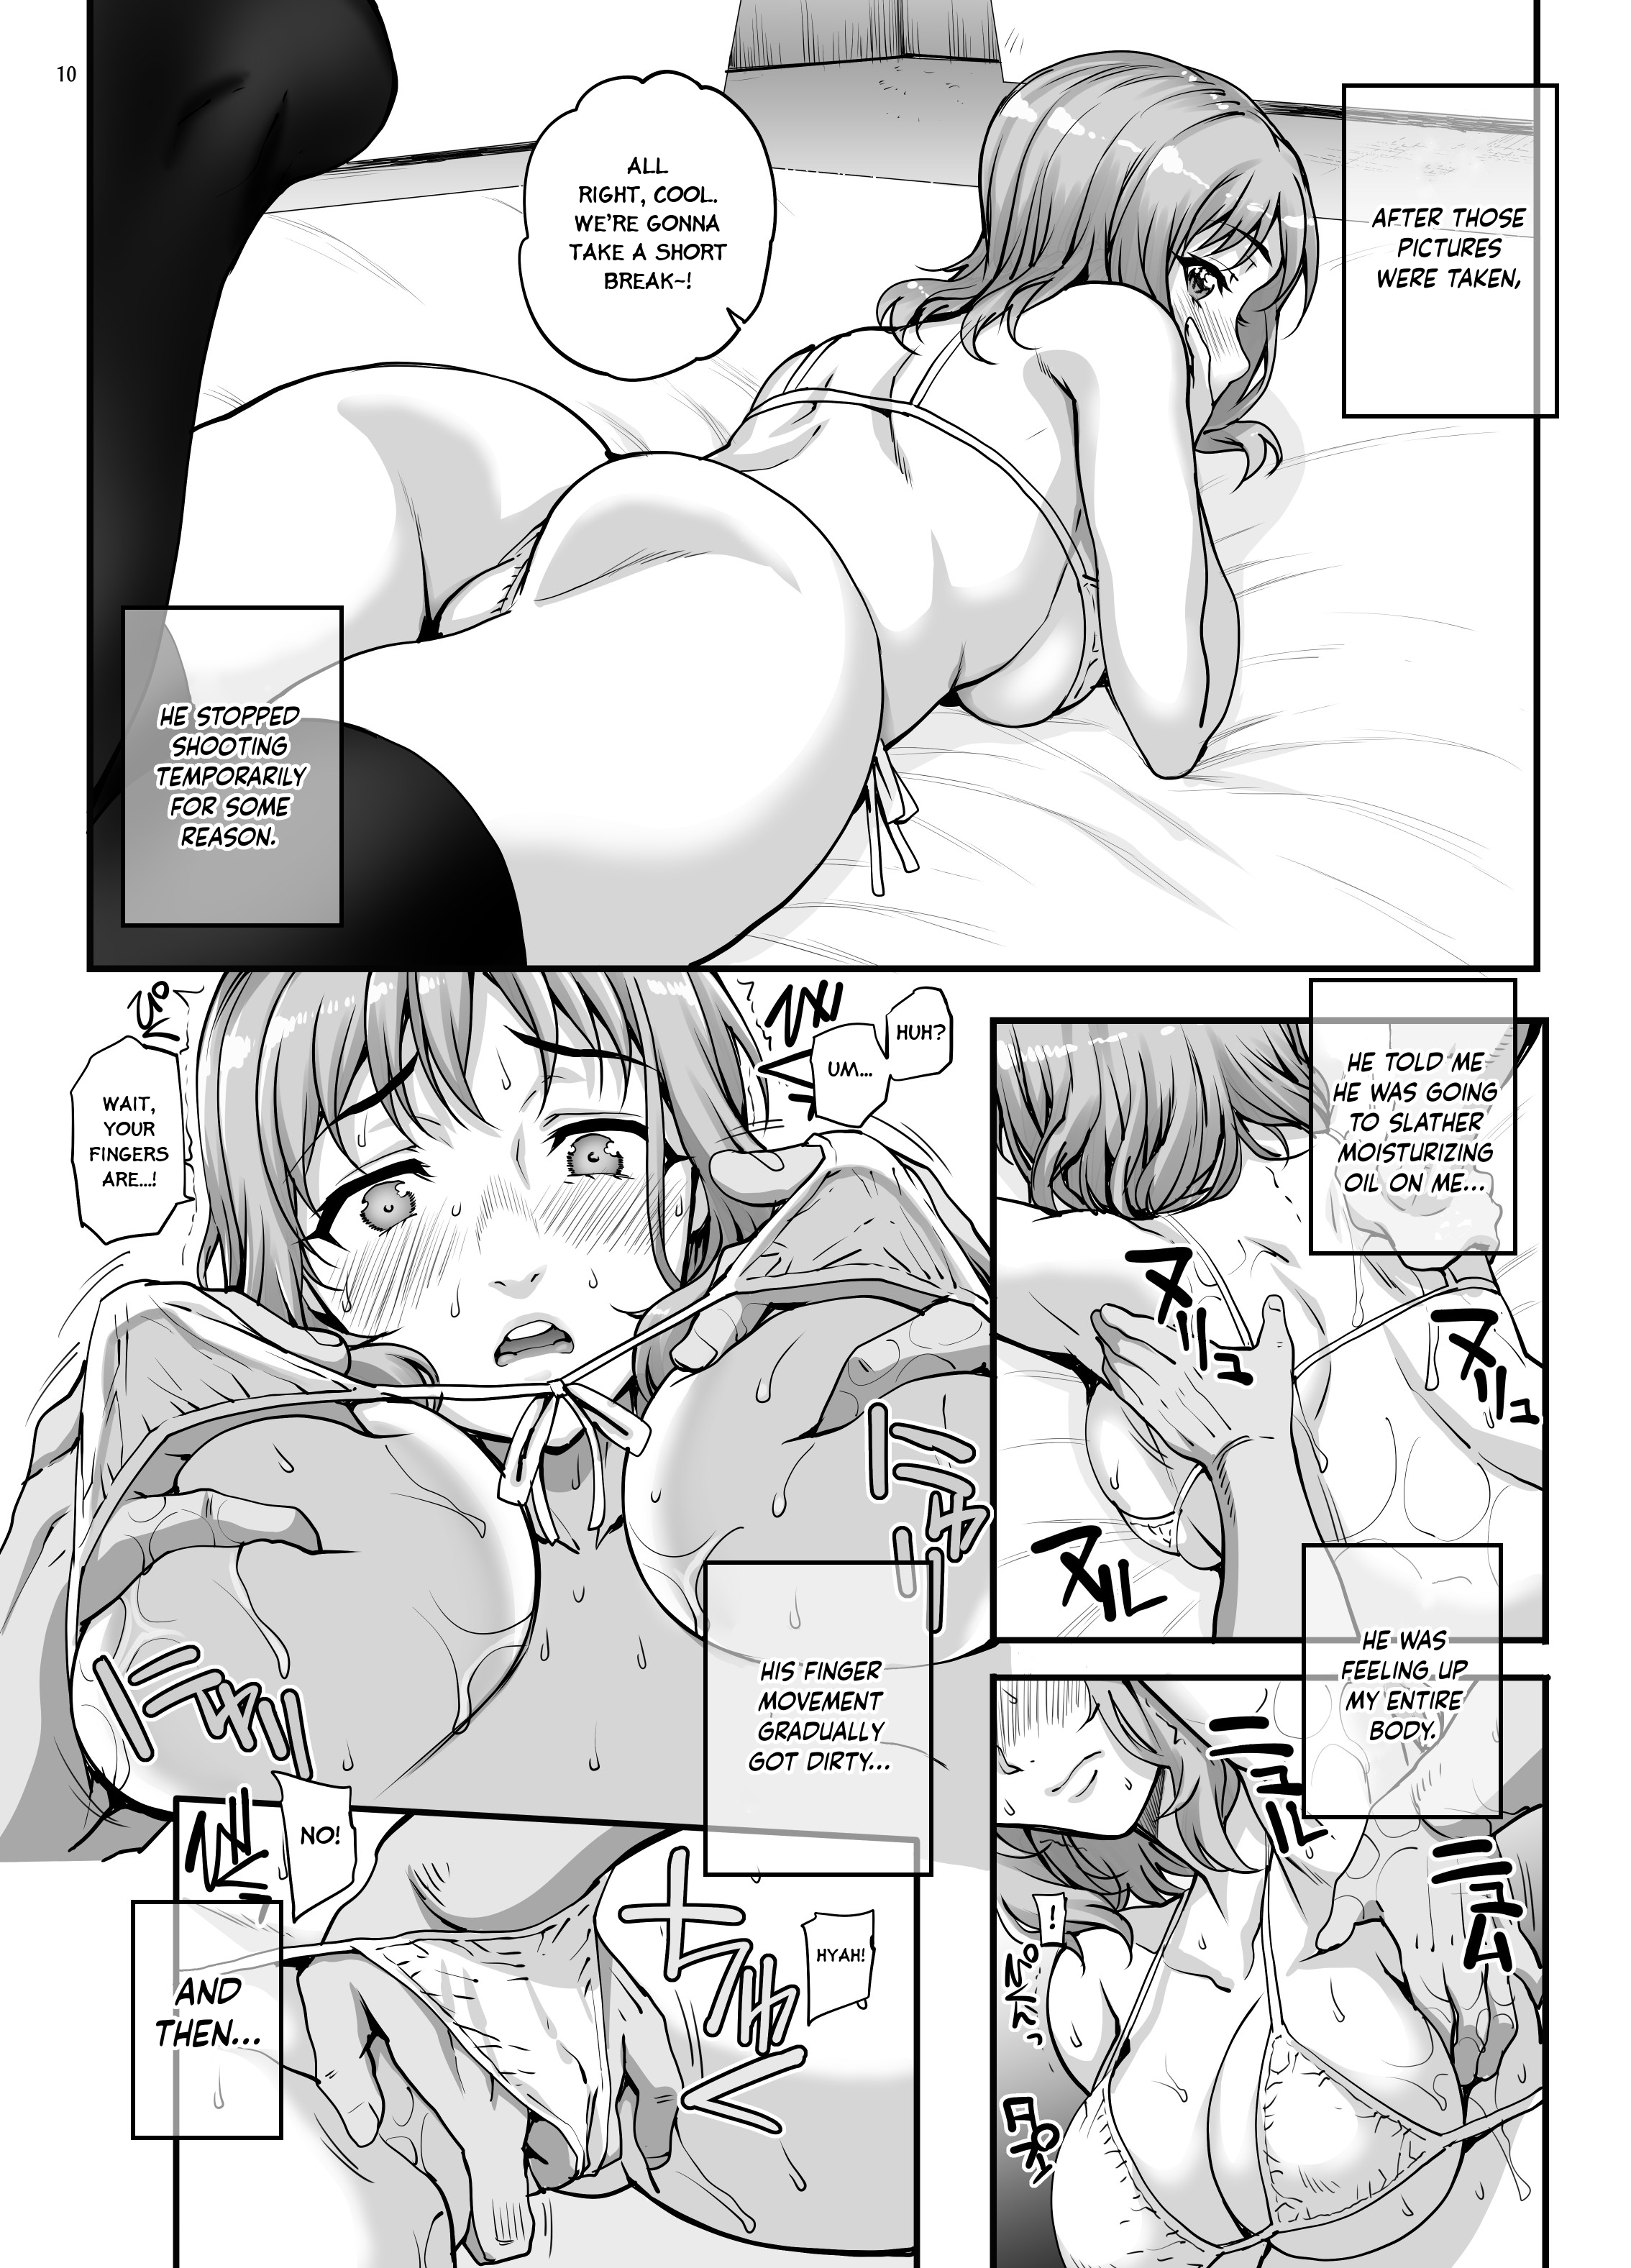 10
AFTER THOSE
PICTURES
WERE TAKEN,
ALL
RIGHT, COOL.
WE'RE GONNA
TAKE A SHORT
BREAK~!
HE STOPPED
SHOOTING
TEMPORARILY
FOR SOME
REASON.
HE TOLD ME
HE WAS GOING
TO SLATHER
MOISTURIZING
OIL ON ME...
ヌリュ
ヌリュ
ヌル
HE WAS
FEELING UP
MY ENTIRE
BODY.
ニュル
ニュム
!
HUH?
UM...
WAIT,
YOUR
FINGERS
ARE...!
ニュリ
HIS FINGER
MOVEMENT
GRADUALLY
GOT DIRTY...
NO!
HYAH!
AND
THEN...